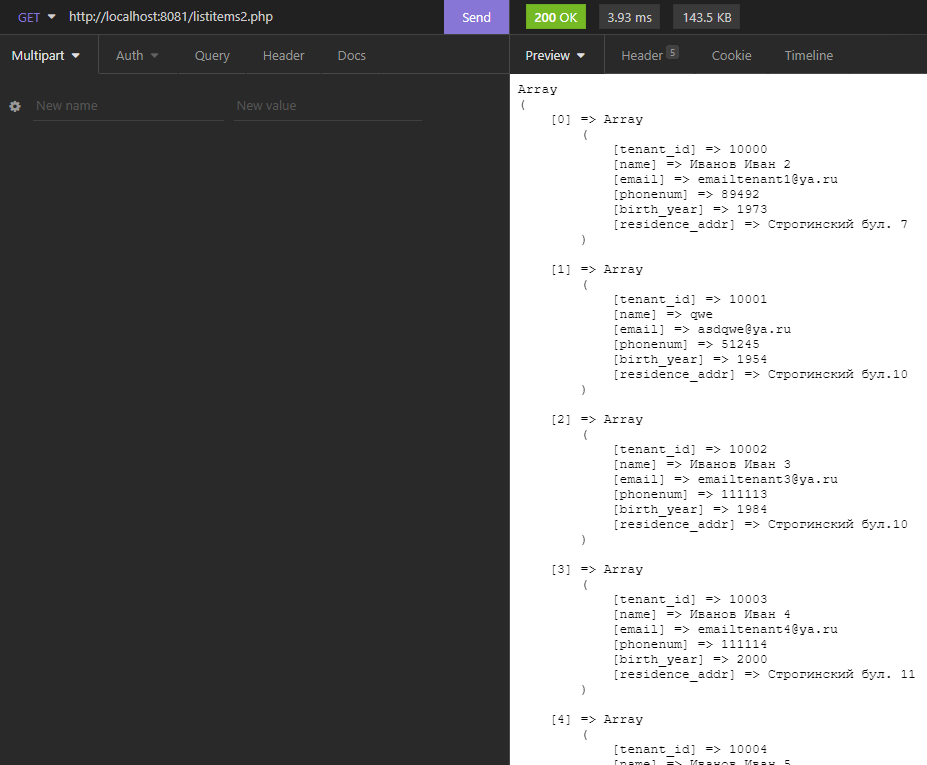 GET http://localhost:8081/listitems2.php Send 200 OK 3.93 ms 143.5 KB
Multipart Auth Query Header Docs Preview Header 5 Cookie Timeline
New name New value
Array
(
[0] => Array
(
[tenant_id] => 10000
[name] => Иванов Иван 2
[email] => emailtenant1@ya.ru
[phonenum] => 89492
[birth_year] => 1973
[residence_addr] => Строгинский бул. 7
)
[1] => Array
(
[tenant_id] => 10001
[name] => qwe
[email] => asdqwe@ya.ru
[phonenum] => 51245
[birth_year] => 1954
[residence_addr] => Строгинский бул.10
)
[2] => Array
(
[tenant_id] => 10002
[name] => Иванов Иван 3
[email] => emailtenant3@ya.ru
[phonenum] => 111113
[birth_year] => 1984
[residence_addr] => Строгинский бул.10
)
[3] => Array
(
[tenant_id] => 10003
[name] => Иванов Иван 4
[email] => emailtenant4@ya.ru
[phonenum] => 111114
[birth_year] => 2000
[residence_addr] => Строгинский бул. 11
)
[4] => Array
(
[tenant_id] => 10004
[name] => Иванов Иван 5